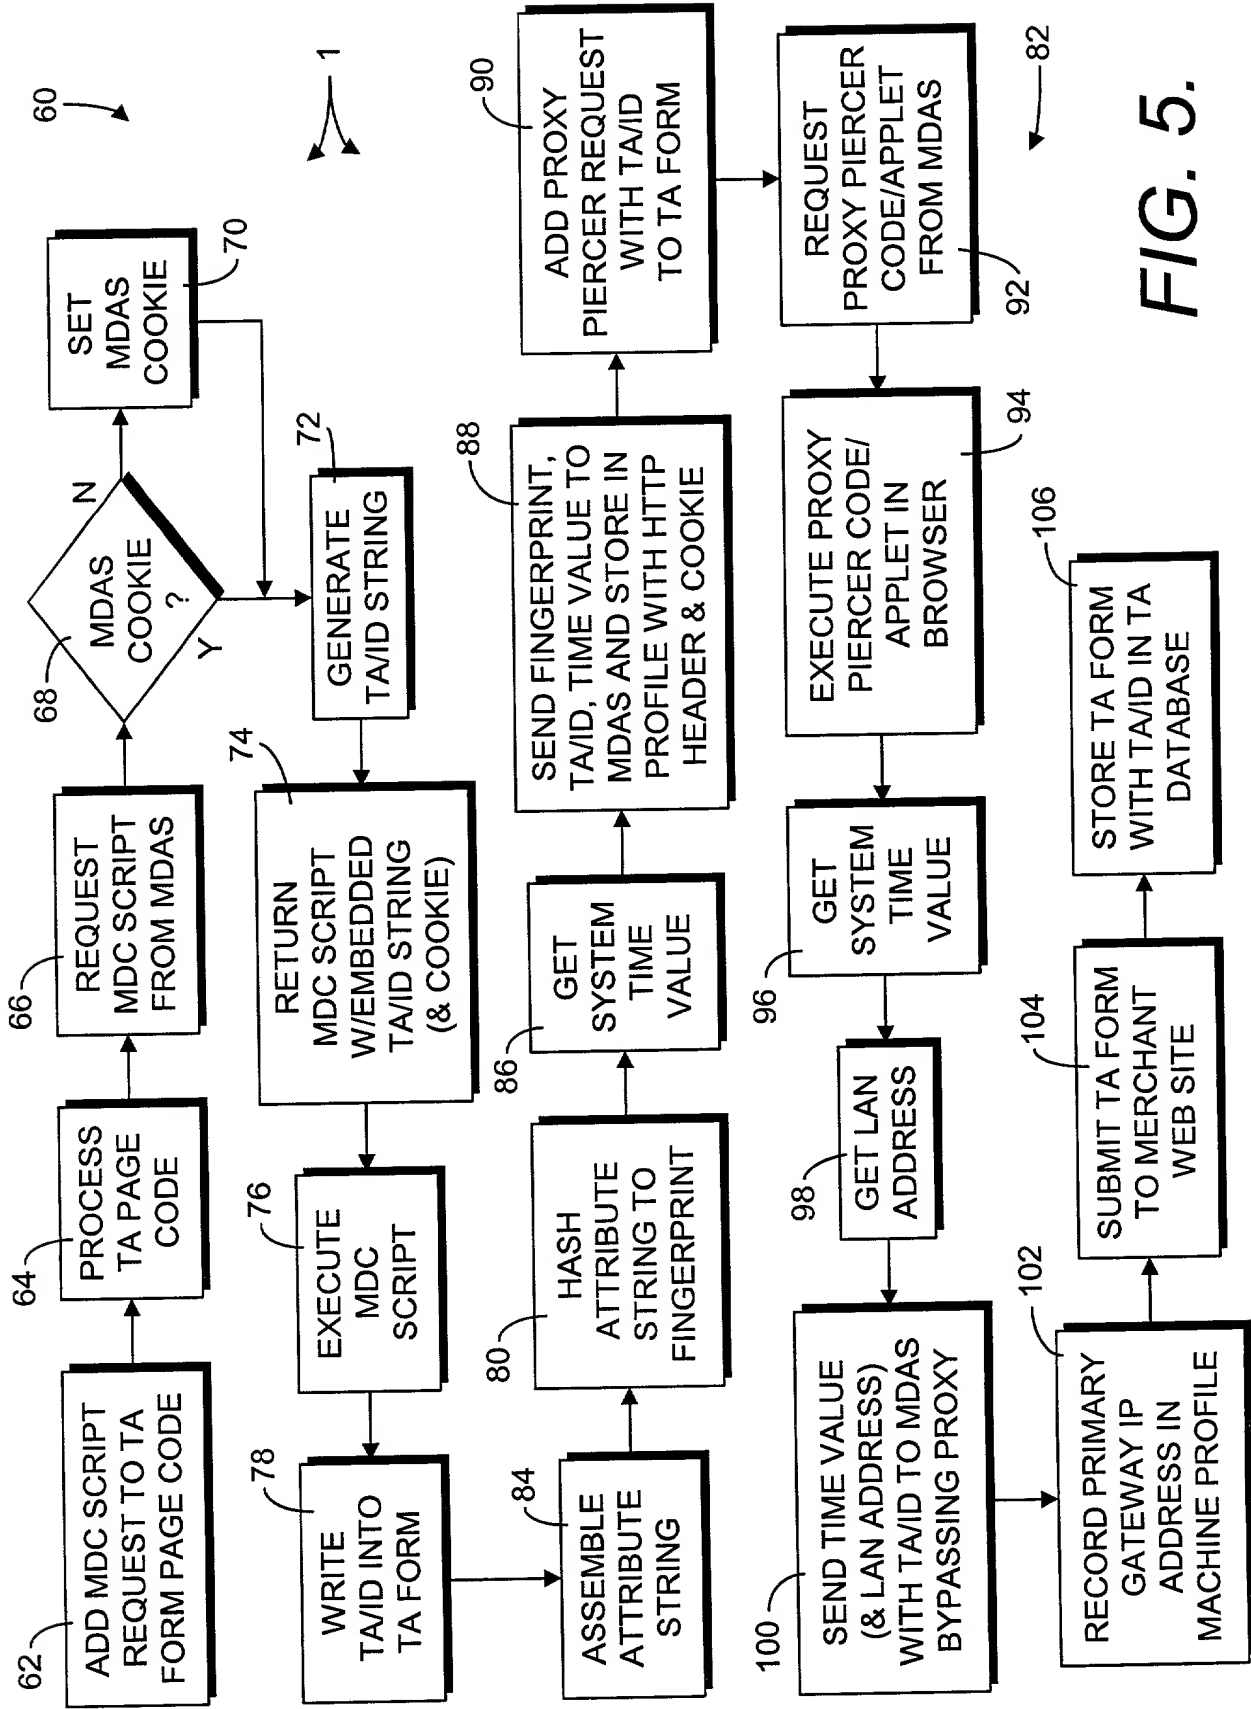 60
1
62
ADD MDC SCRIPT
REQUEST TO TA
FORM PAGE CODE
64
PROCESS
TA PAGE
CODE
66
REQUEST
MDC SCRIPT
FROM MDAS
68
MDAS
COOKIE
?
N
Y
70
SET
MDAS
COOKIE
72
GENERATE
TA/ID STRING
74
RETURN
MDC SCRIPT
W/EMBEDDED
TA/ID STRING
(& COOKIE)
76
EXECUTE
MDC
SCRIPT
78
WRITE
TA/ID INTO
TA FORM
84
ASSEMBLE
ATTRIBUTE
STRING
80
HASH
ATTRIBUTE
STRING TO
FINGERPRINT
86
GET
SYSTEM
TIME
VALUE
88
SEND FINGERPRINT,
TA/ID, TIME VALUE TO
MDAS AND STORE IN
PROFILE WITH HTTP
HEADER & COOKIE
90
ADD PROXY
PIERCER REQUEST
WITH TA/ID
TO TA FORM
92
REQUEST
PROXY PIERCER
CODE/APPLET
FROM MDAS
94
EXECUTE PROXY
PIERCER CODE/
APPLET IN
BROWSER
96
GET
SYSTEM
TIME
VALUE
98
GET LAN
ADDRESS
100
SEND TIME VALUE
(& LAN ADDRESS)
WITH TA/ID TO MDAS
BYPASSING PROXY
82
102
RECORD PRIMARY
GATEWAY IP
ADDRESS IN
MACHINE PROFILE
104
SUBMIT TA FORM
TO MERCHANT
WEB SITE
106
STORE TA FORM
WITH TA/ID IN TA
DATABASE
FIG. 5.